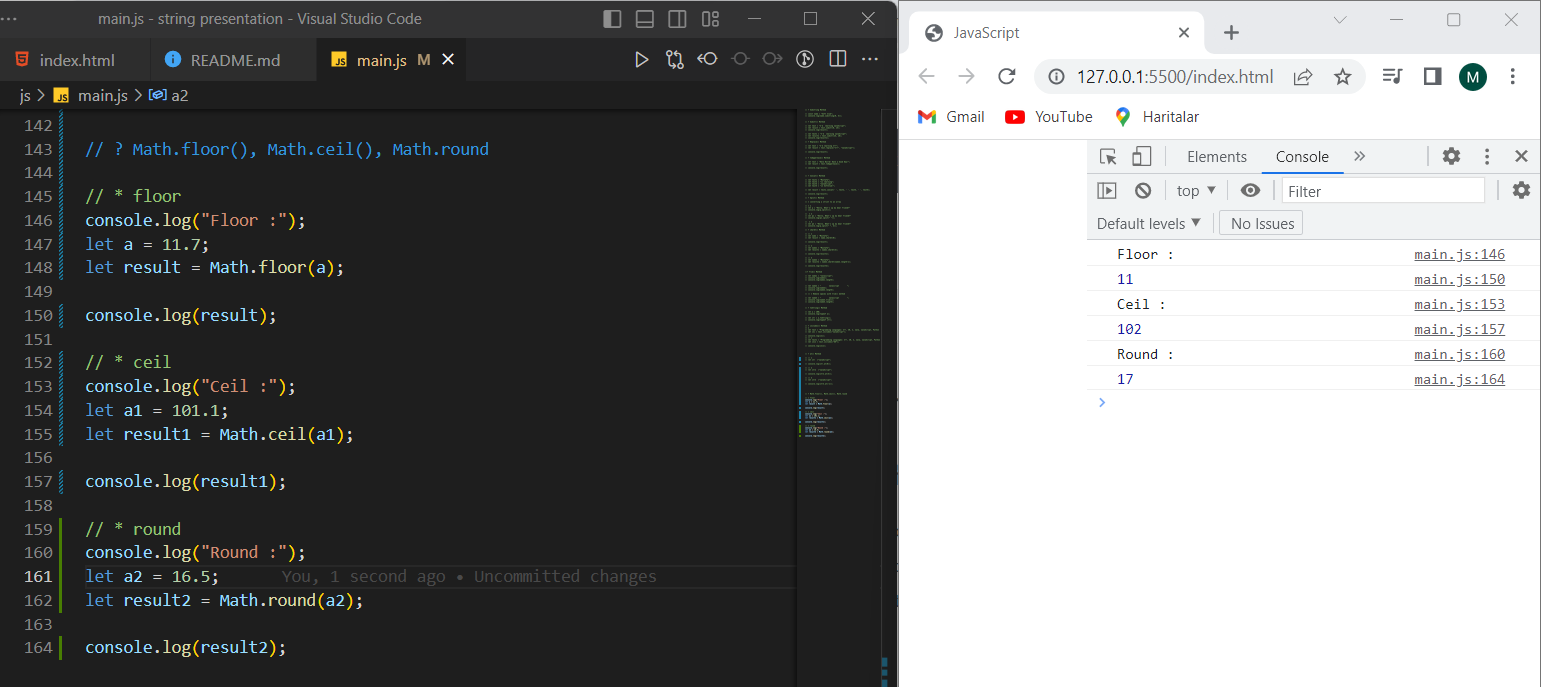 main.js - string presentation - Visual Studio Code
index.html README.md main.js M
js main.js a2
142
143 // ? Math.floor(), Math.ceil(), Math.round
144
145 // * floor
146 console.log("Floor :");
147 let a = 11.7;
148 let result = Math.floor(a);
149
150 console.log(result);
151
152 // * ceil
153 console.log("Ceil :");
154 let a1 = 101.1;
155 let result1 = Math.ceil(a1);
156
157 console.log(result1);
158
159 // * round
160 console.log("Round :");
161 let a2 = 16.5; You, 1 second ago • Uncommitted changes
162 let result2 = Math.round(a2);
163
164 console.log(result2);
JavaScript
127.0.0.1:5500/index.html M
Gmail YouTube Haritalar
Elements Console
top Filter
Default levels No Issues
Floor : main.js:146
11 main.js:150
Ceil : main.js:153
102 main.js:157
Round : main.js:160
17 main.js:164